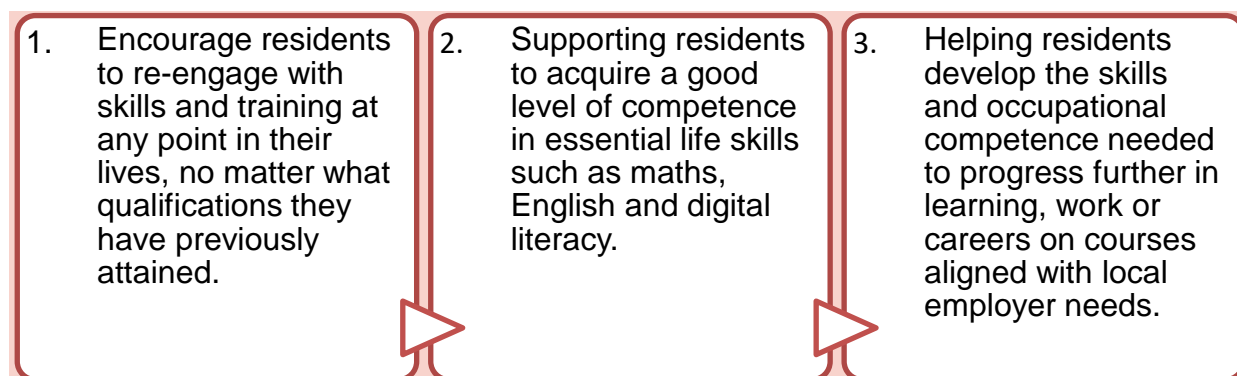 1. Encourage residents
to re-engage with
skills and training at
any point in their
lives, no matter what
qualifications they
have previously
attained.
2. Supporting residents
to acquire a good
level of competence
in essential life skills
such as maths,
English and digital
literacy.
3. Helping residents
develop the skills
and occupational
competence needed
to progress further in
learning, work or
careers on courses
aligned with local
employer needs.